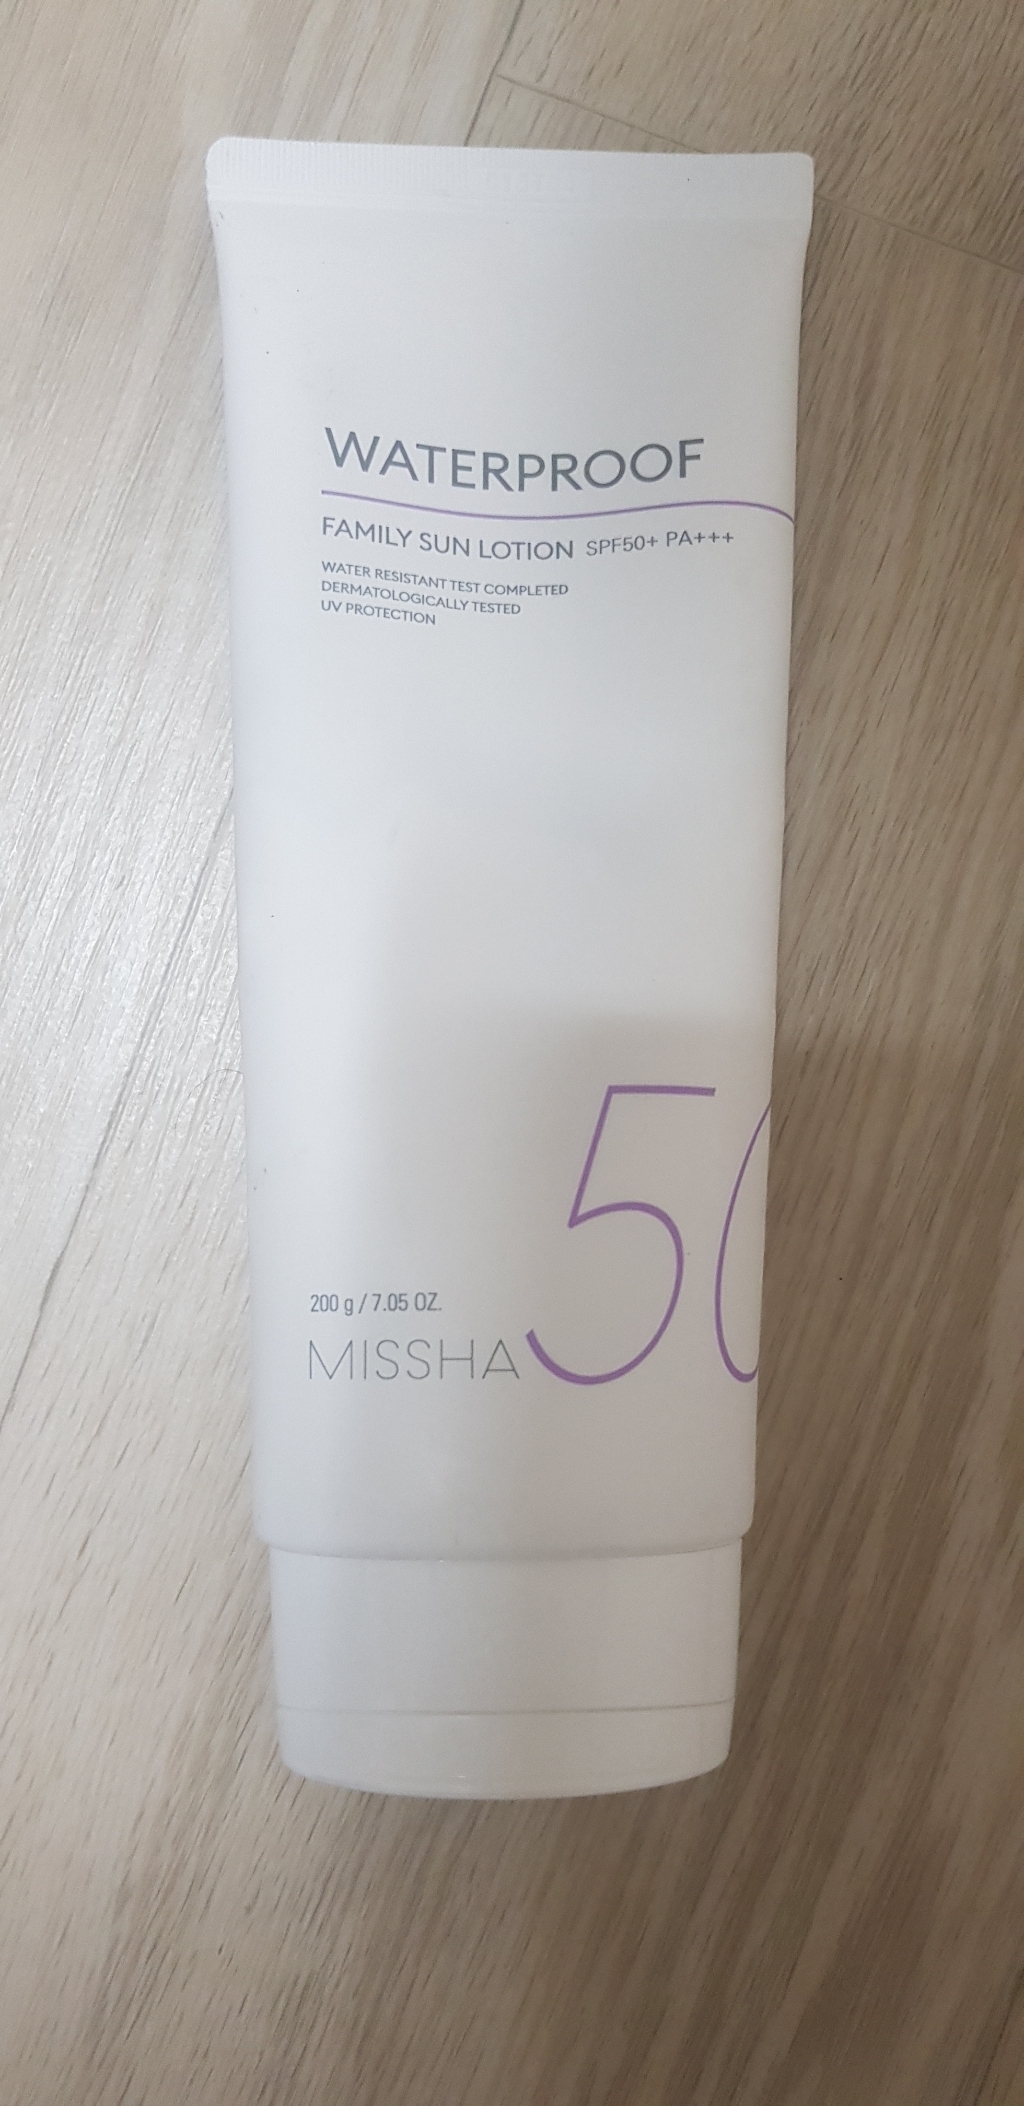 WATERPROOF
FAMILY SUN LOTION SPF50+ PA+++
WATER RESISTANT TEST COMPLETED
DERMATOLOGICALLY TESTED
UV PROTECTION
50
200 g / 7.05 OZ.
MISSHA